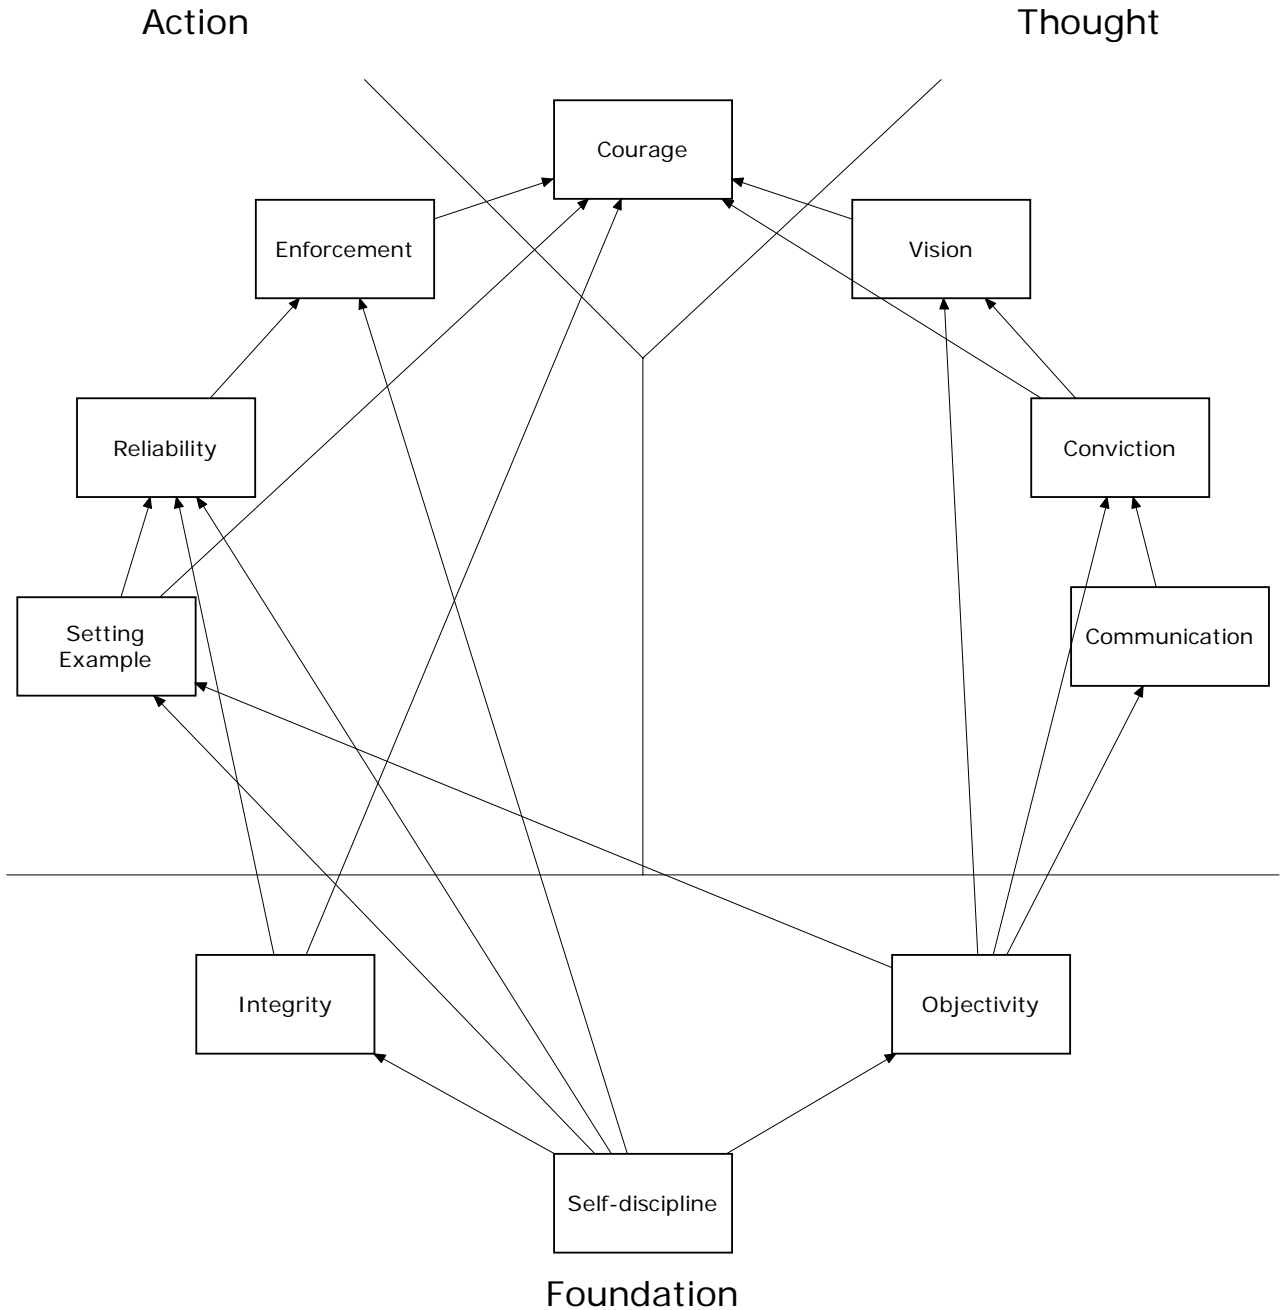 Action
Thought
Courage
Enforcement
Vision
Reliability
Conviction
Setting
Example
Communication
Integrity
Objectivity
Self-discipline
Foundation